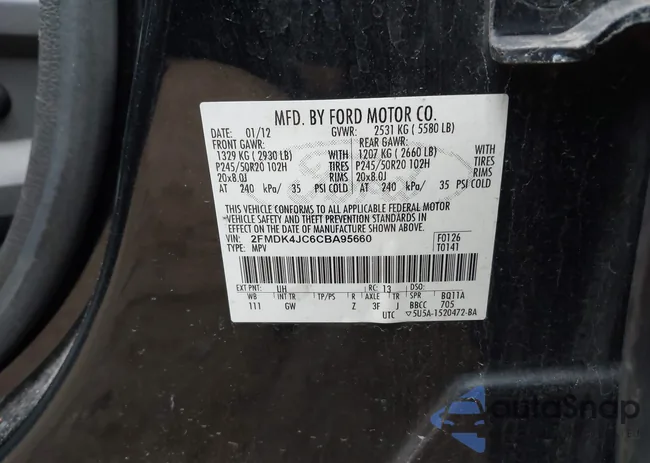 MFD. BY FORD MOTOR CO.
DATE: 01/12 GVWR: 2531 KG ( 5580 LB)
FRONT GAWR: REAR GAWR:
1329 KG ( 2930 LB) WITH 1207 KG ( 2660 LB) WITH
P245/50R20 102H TIRES P245/50R20 102H TIRES
20x8.0J RIMS 20x8.0J RIMS
AT 240 kPa/ 35 PSI COLD AT 240 kPa/ 35 PSI COLD
THIS VEHICLE CONFORMS TO ALL APPLICABLE FEDERAL MOTOR
VEHICLE SAFETY AND THEFT PREVENTION STANDARDS IN
EFFECT ON THE DATE OF MANUFACTURE SHOWN ABOVE.
VIN: 2FMDK4JC6CBA95660 F0126
TYPE: MPV T0141
EXT PNT: UH RC: 13 DSO:
WB INT TR TP/PS R AXLE TR SPR BQ11A
111 GW Z 3F J BBCC 705
UTC ▽5U5A-1520472-BA
AutoSnap